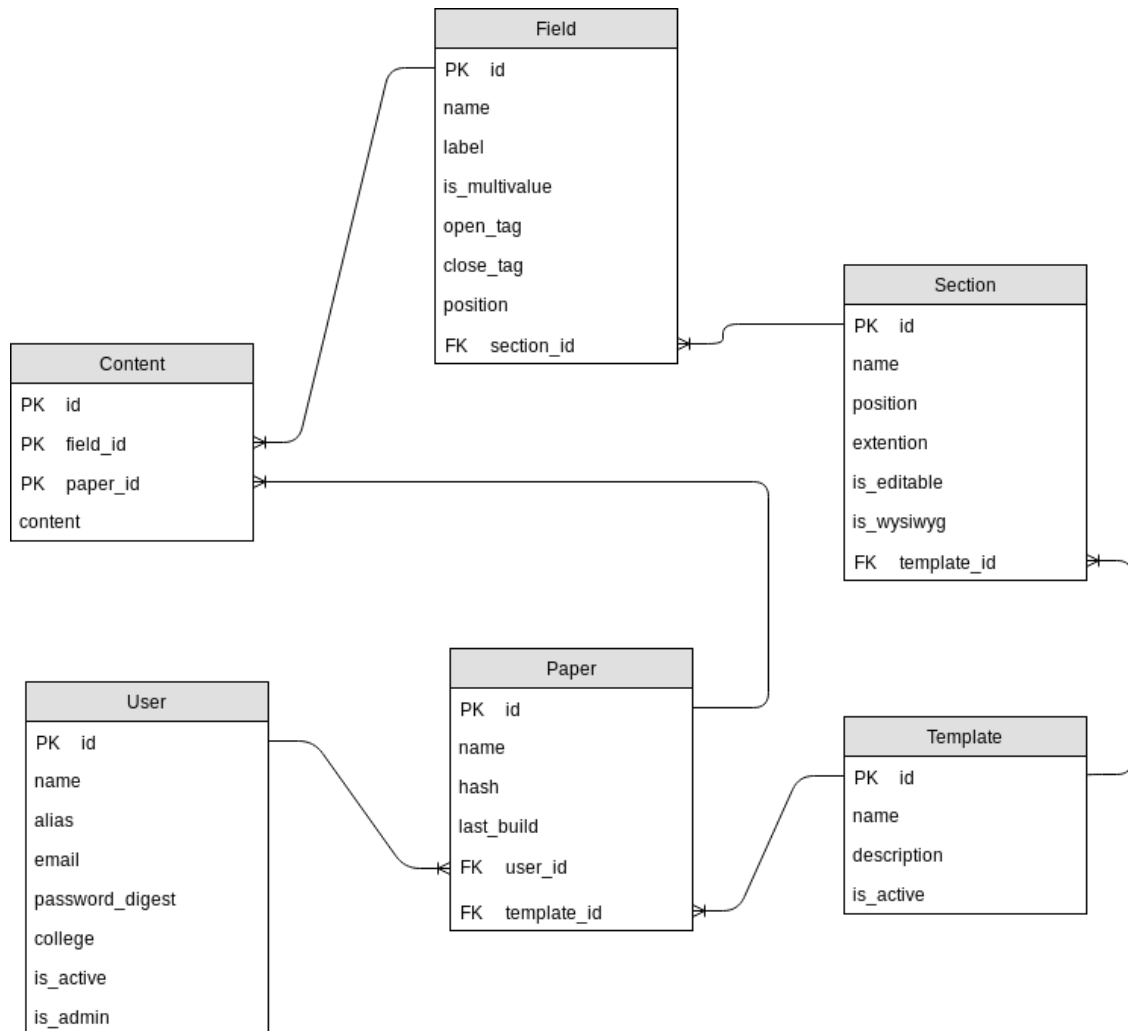 Field
PK id
name
label
is_multivalue
open_tag
close_tag
position
FK section_id
Section
PK id
name
position
extention
is_editable
is_wysiwyg
FK template_id
Content
PK id
PK field_id
PK paper_id
content
User
PK id
name
alias
email
password_digest
college
is_active
is_admin
Paper
PK id
name
hash
last_build
FK user_id
FK template_id
Template
PK id
name
description
is_active